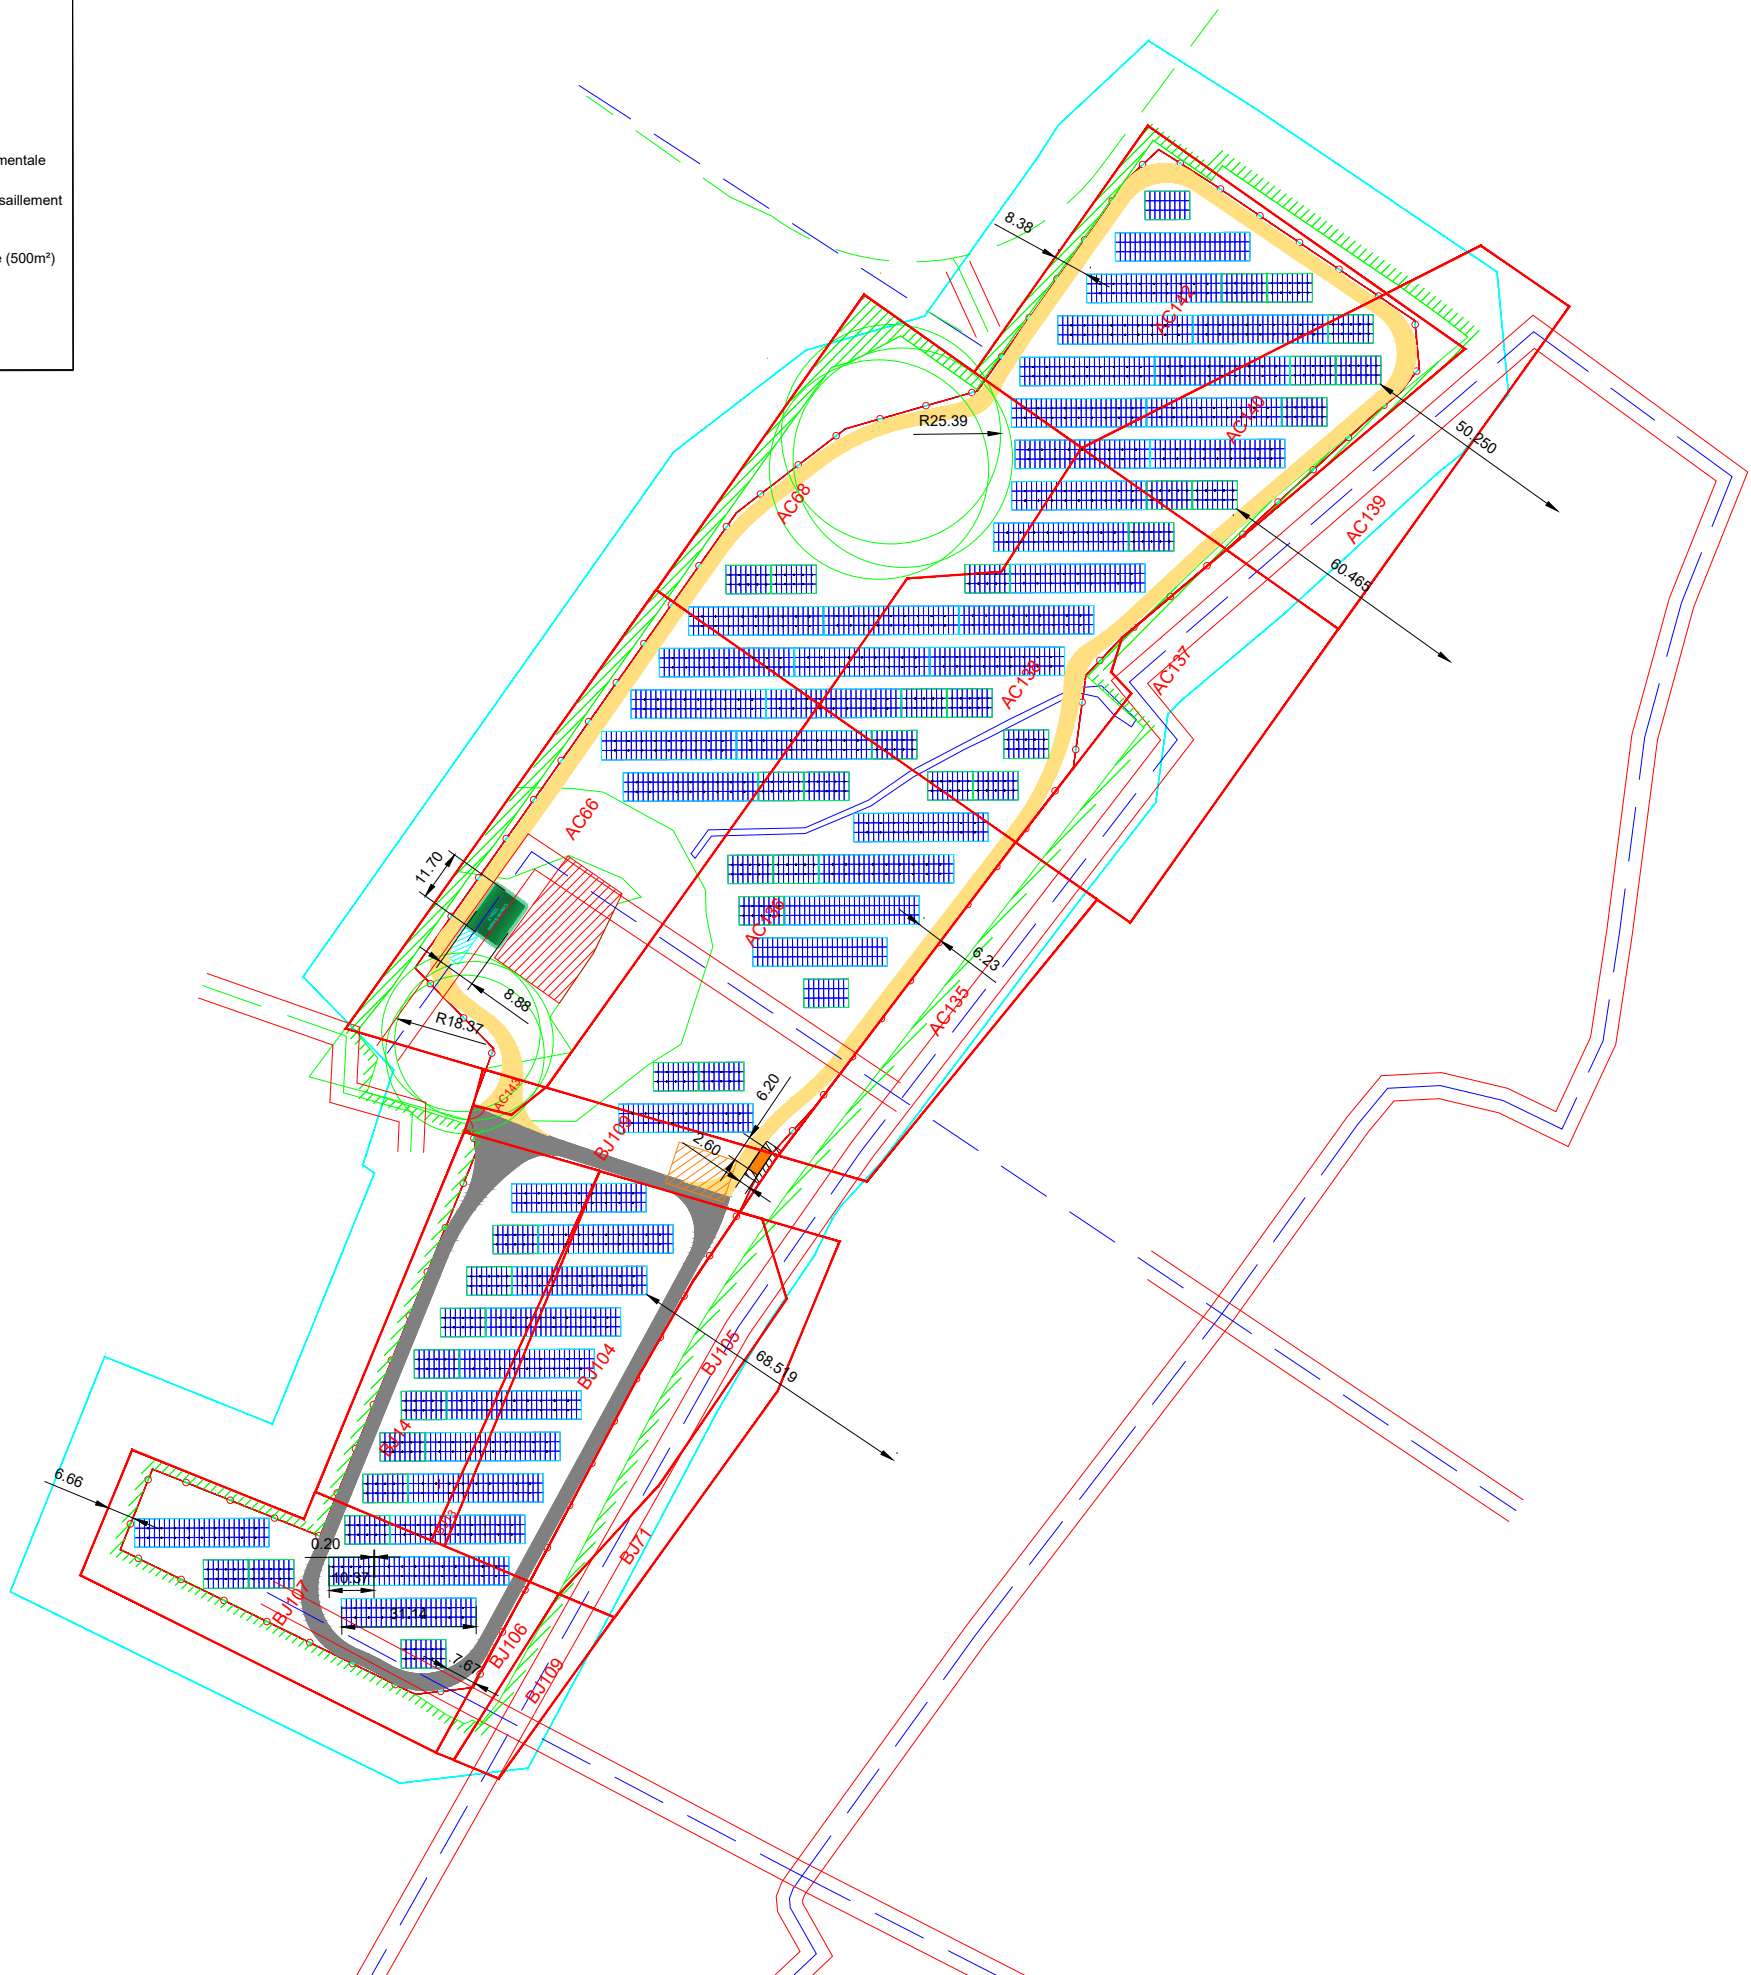 mentale
saillement
e (500m²)
8.38
AC142
R25.39
AC140
50.250
AC68
AC139
60.465
AC138
AC137
AC66
11.70
AC136
6.23
8.88
R18.37
AC135
AC143
6.20
BJ109
2.60
BJ105
BJ104
68.519
BJ14
6.66
0.20
BJ71
10.37
BJ107
31.14
BJ106
7.67
BJ109